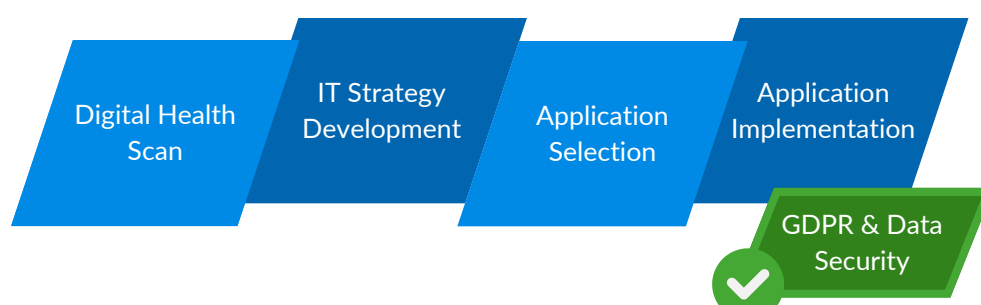 Digital Health
Scan
IT Strategy
Development
Application
Selection
Application
Implementation
GDPR & Data
Security